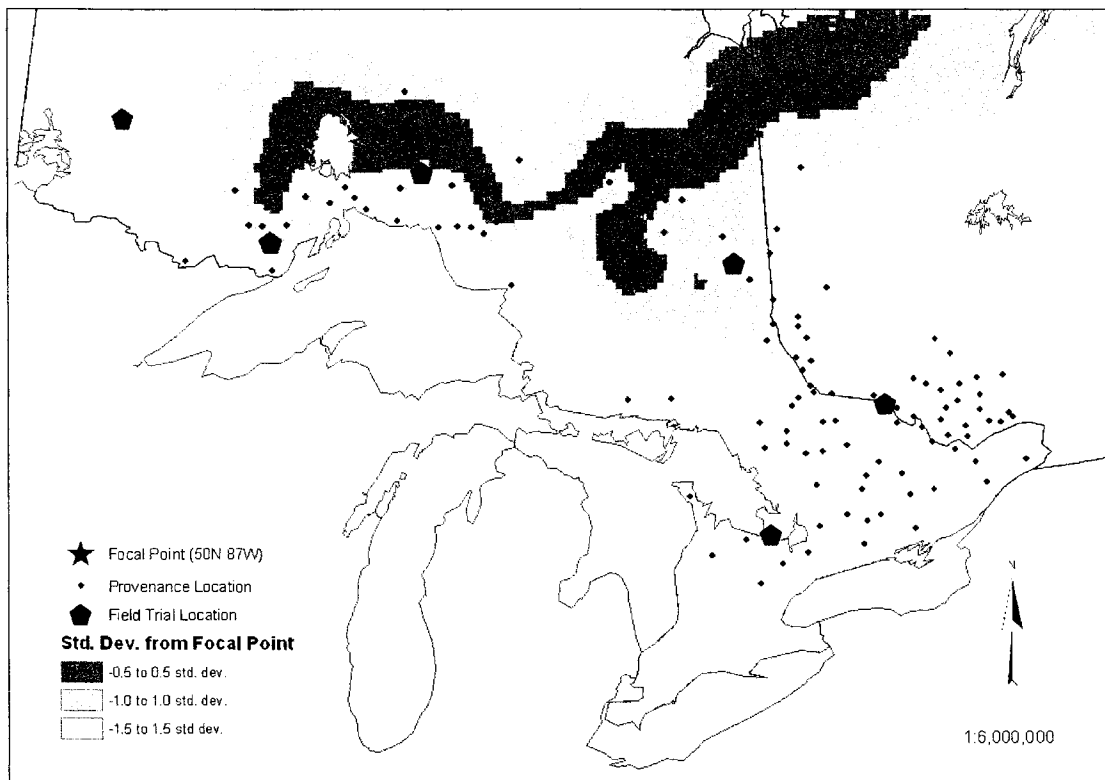 Focal Point (50N 87W)
Provenance Location
Field Trial Location
Std. Dev. from Focal Point
-0.5 to 0.5 std. dev.
-1.0 to 1.0 std. dev.
-1.5 to 1.5 std dev.
N
1:6,000,000